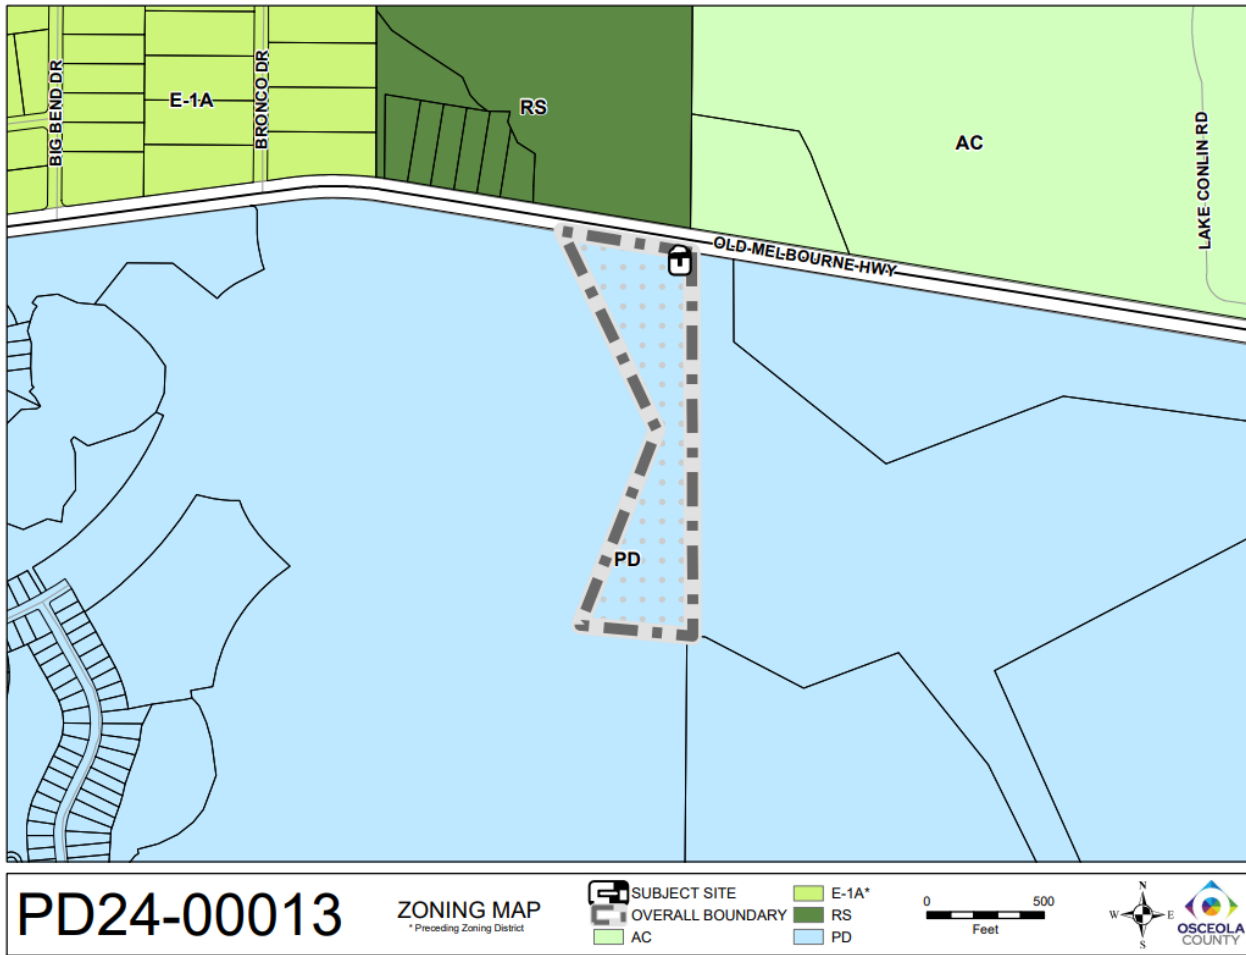 BIG BEND DR
E-1A
BRONCO DR
RS
AC
LAKE CONLIN RD
OLD MELBOURNE HWY
PD
PD24-00013
ZONING MAP
* Preceding Zoning District
SUBJECT SITE
OVERALL BOUNDARY
AC
E-1A*
RS
PD
0 500
Feet
N
W E
S
OSCEOLA
COUNTY